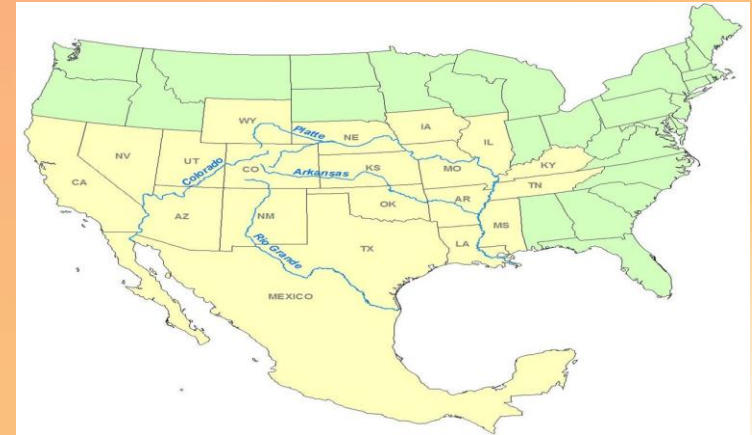 WY
Platte
NE
IA
IL
NV
UT
Colorado
CO
Arkansas
KS
MO
KY
CA
TN
AZ
NM
OK
AR
MS
TX
LA
Rio Grande
MEXICO